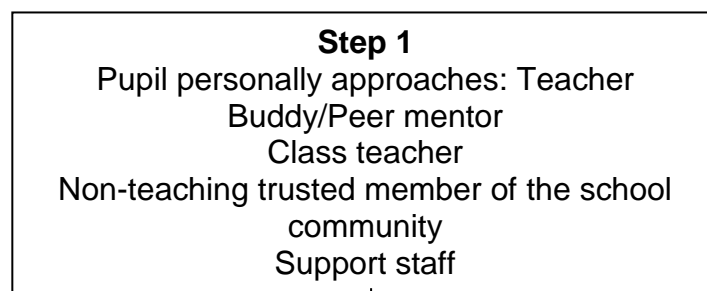 Step 1
Pupil personally approaches: Teacher
Buddy/Peer mentor
Class teacher
Non-teaching trusted member of the school
community
Support staff